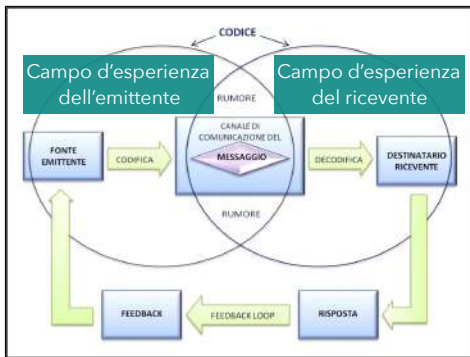 CODICE
Campo d'esperienza
dell'emittente
Campo d'esperienza
del ricevente
RUMORE
CANALE DI
COMUNICAZIONE DEL
MESSAGGIO
FONTE
EMITTENTE
CODIFICA
DECODIFICA
DESTINATARIO
RICEVENTE
RUMORE
FEEDBACK
FEEDBACK LOOP
RISPOSTA